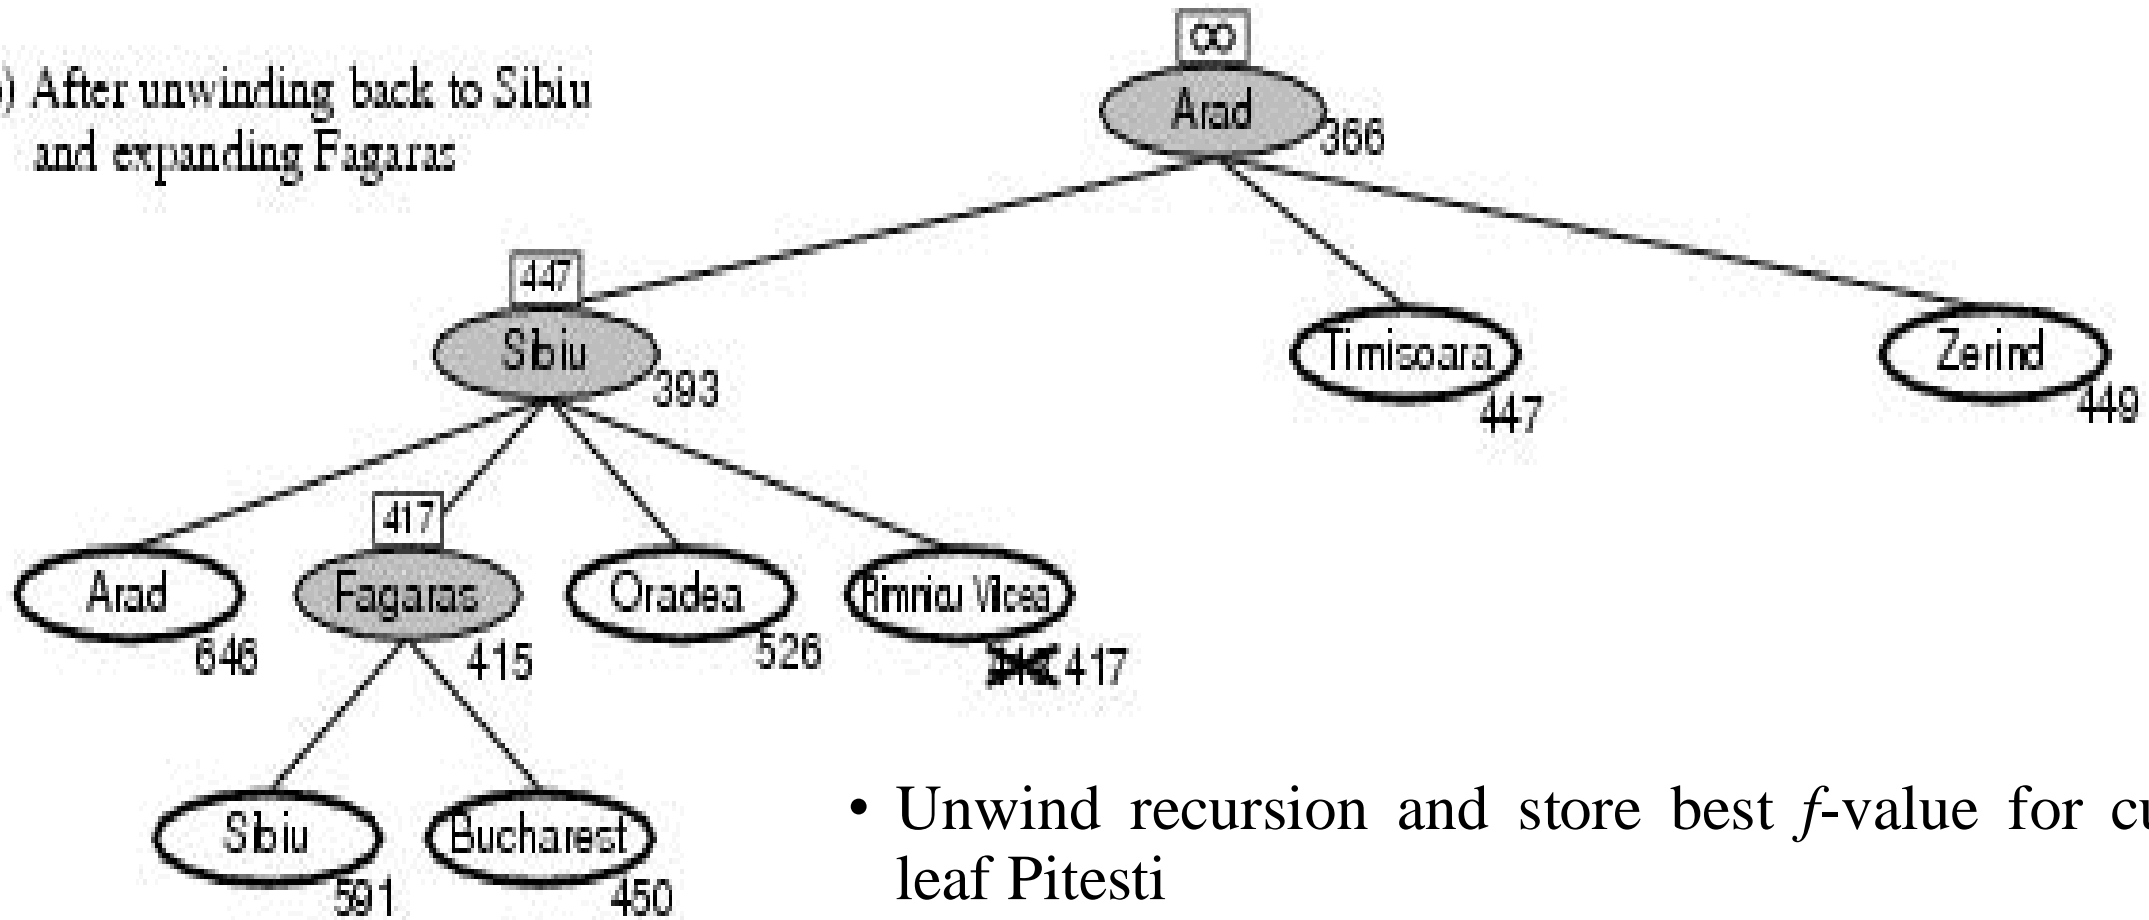 ∞
) After unwinding back to Sibiu
and expanding Fagaras
Arad
366
447
Sibiu
393
Timisoara
447
Zerind
449
417
Arad
646
Fagaras
415
Oradea
526
Rimnicu Vilcea
417
Sibiu
591
Bucharest
450
• Unwind recursion and store best f-value for
leaf Pitesti